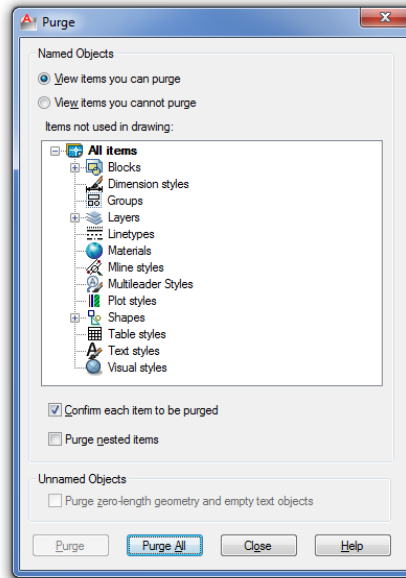 Purge
Named Objects
View items you can purge
View items you cannot purge
Items not used in drawing:
All items
Blocks
Dimension styles
Groups
Layers
Linetypes
Materials
Mline styles
Multileader Styles
Plot styles
Shapes
Table styles
Text styles
Visual styles
Confirm each item to be purged
Purge nested items
Unnamed Objects
Purge zero-length geometry and empty text objects
Purge Purge All Close Help